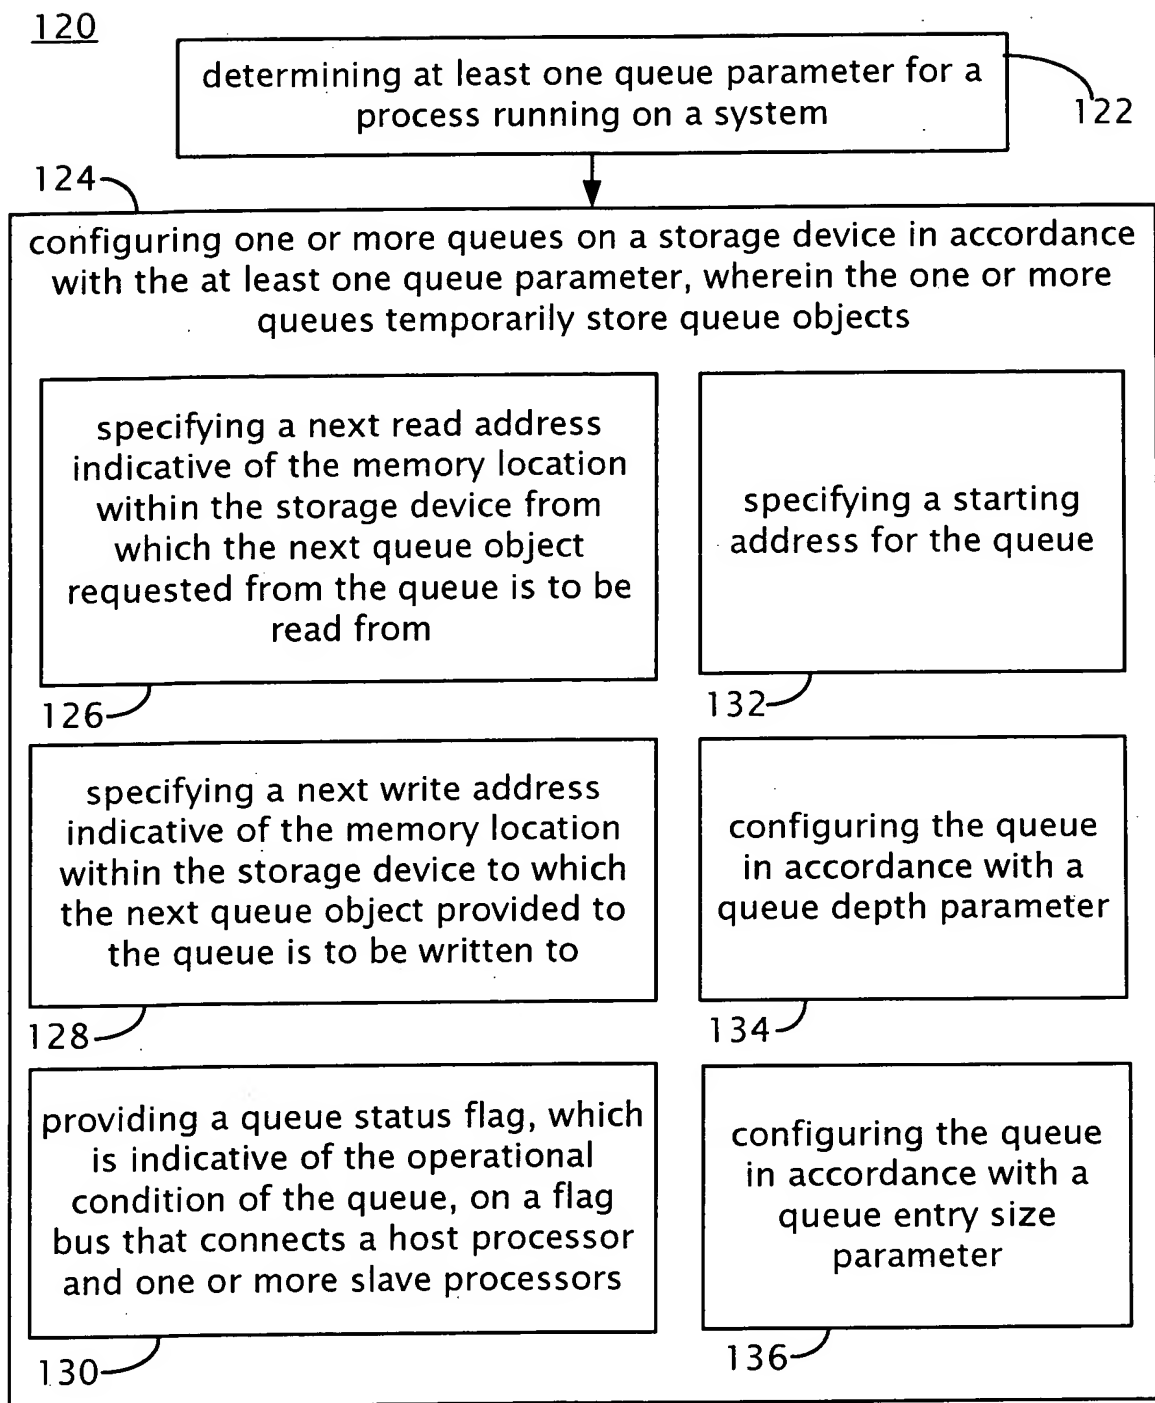 120
determining at least one queue parameter for a
process running on a system
122
124
configuring one or more queues on a storage device in accordance
with the at least one queue parameter, wherein the one or more
queues temporarily store queue objects
specifying a next read address
indicative of the memory location
within the storage device from
which the next queue object
requested from the queue is to be
read from
126
specifying a starting
address for the queue
132
specifying a next write address
indicative of the memory location
within the storage device to which
the next queue object provided to
the queue is to be written to
128
configuring the queue
in accordance with a
queue depth parameter
134
providing a queue status flag, which
is indicative of the operational
condition of the queue, on a flag
bus that connects a host processor
and one or more slave processors
130
configuring the queue
in accordance with a
queue entry size
parameter
136